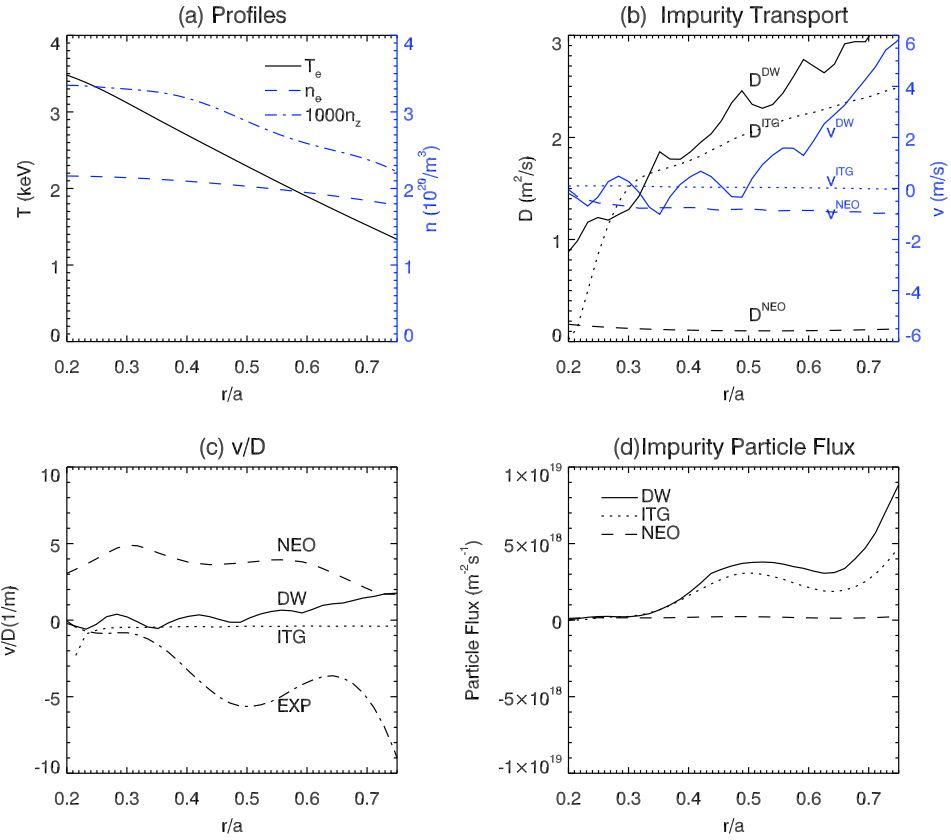 (a) Profiles
4
3
2
1
0
T (keV)
T_e
n_e
1000n_z
4
3
2
1
0
n (10^20/m^3)
0.2 0.3 0.4 0.5 0.6 0.7
r/a
(b) Impurity Transport
3
2
1
0
D (m^2/s)
D^DW
D^ITG
v^DW
v^ITG
v^NEO
D^NEO
6
4
2
0
-2
-4
-6
v (m/s)
0.2 0.3 0.4 0.5 0.6 0.7
r/a
(c) v/D
10
5
0
-5
-10
v/D(1/m)
NEO
DW
ITG
EXP
0.2 0.3 0.4 0.5 0.6 0.7
r/a
(d)Impurity Particle Flux
1×10^19
5×10^18
0
-5×10^18
-1×10^19
Particle Flux (m^-2s^-1)
DW
ITG
NEO
0.2 0.3 0.4 0.5 0.6 0.7
r/a